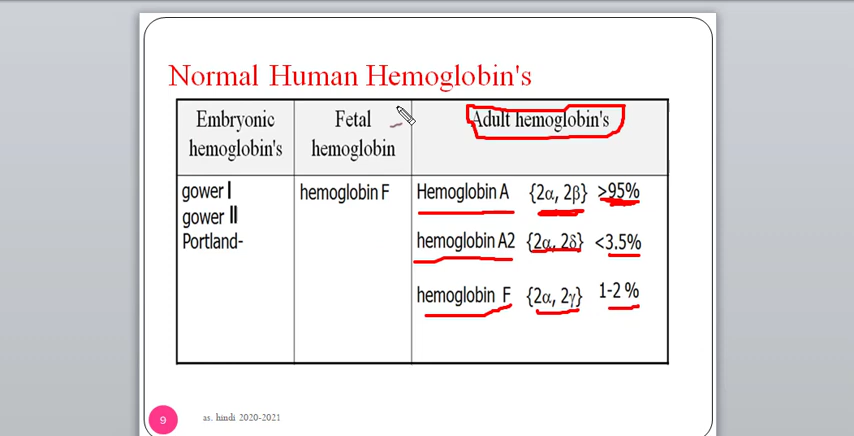 Normal Human Hemoglobin's
Embryonic
hemoglobin's
Fetal
hemoglobin
Adult hemoglobin's
gower I
gower II
Portland-
hemoglobin F
Hemoglobin A {2α, 2β} >95%
hemoglobin A2 {2α, 2δ} <3.5%
hemoglobin F {2α, 2γ} 1-2 %
9
as. hindi 2020-2021